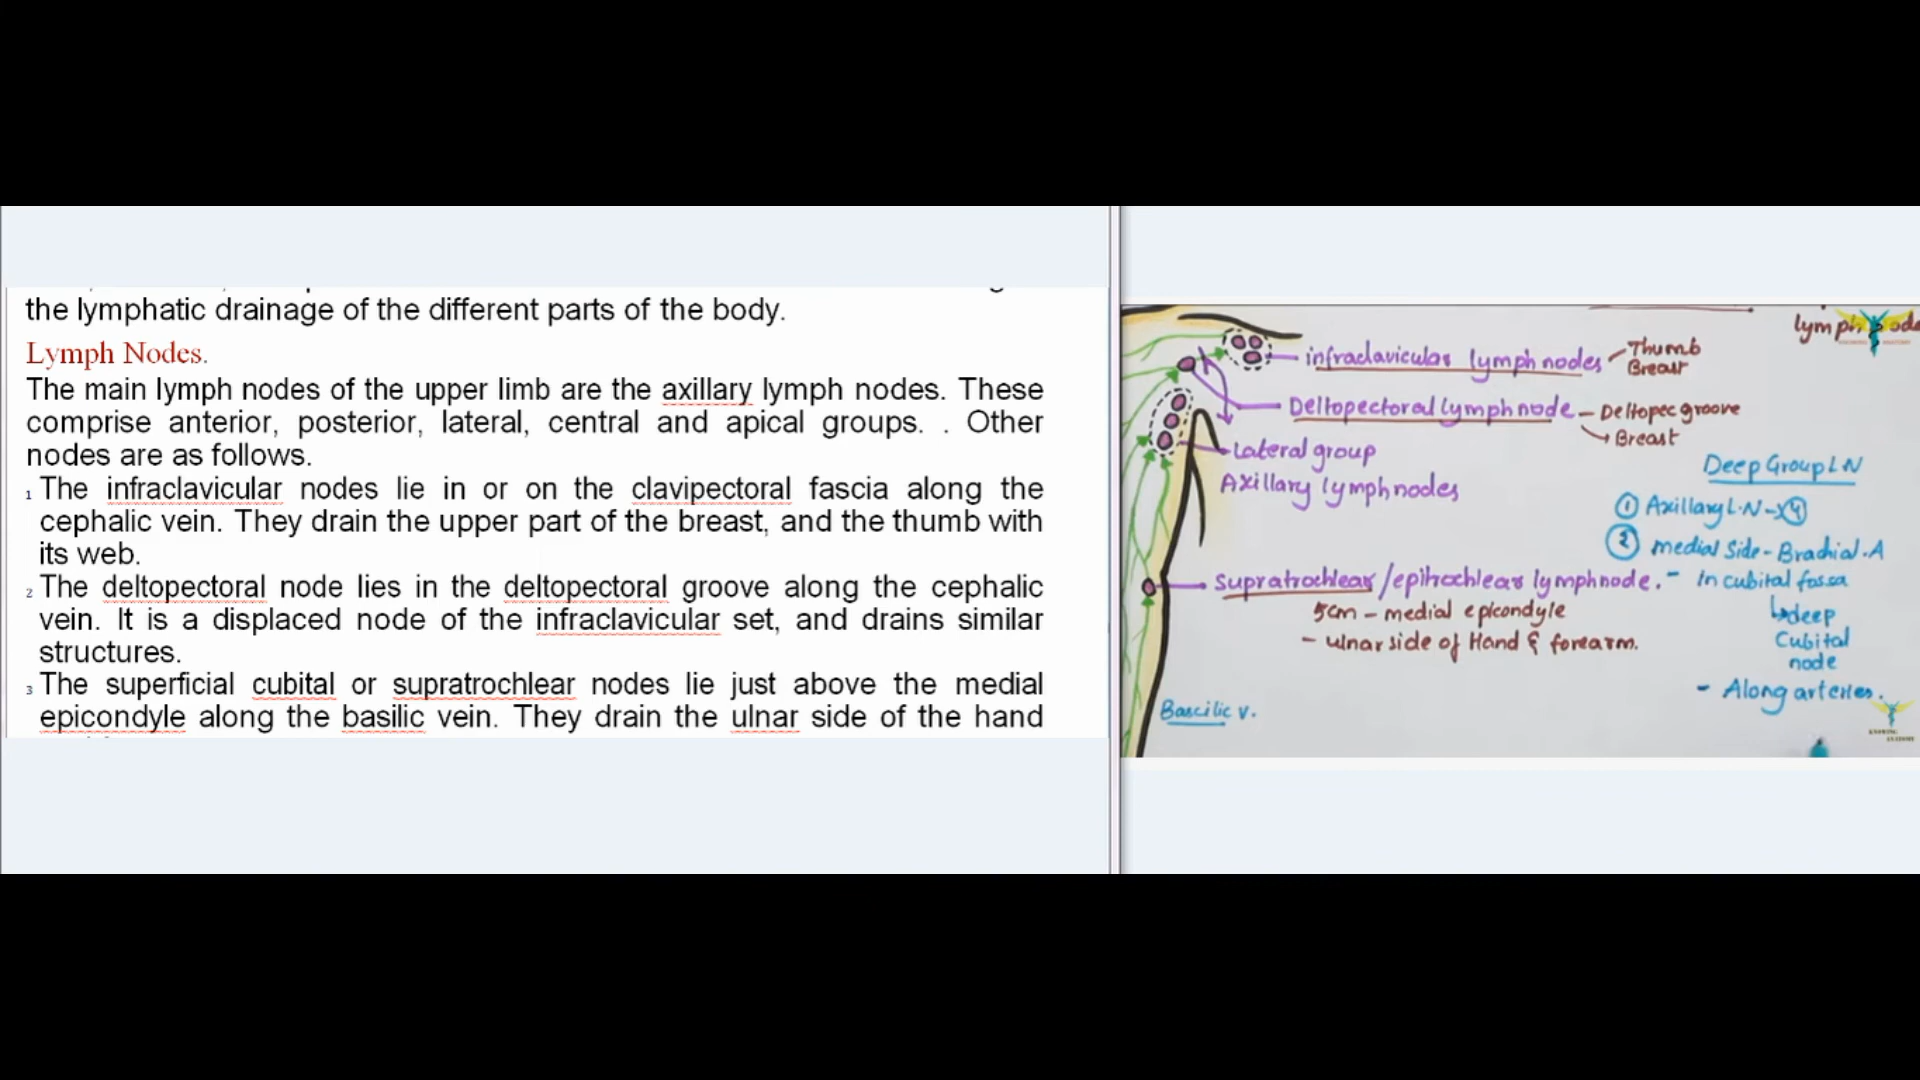 the lymphatic drainage of the different parts of the body.
Lymph Nodes.
The main lymph nodes of the upper limb are the axillary lymph nodes. These
comprise anterior, posterior, lateral, central and apical groups. . Other
nodes are as follows.
1 The infraclavicular nodes lie in or on the clavipectoral fascia along the
cephalic vein. They drain the upper part of the breast, and the thumb with
its web.
2 The deltopectoral node lies in the deltopectoral groove along the cephalic
vein. It is a displaced node of the infraclavicular set, and drains similar
structures.
3 The superficial cubital or supratrochlear nodes lie just above the medial
epicondyle along the basilic vein. They drain the ulnar side of the hand
infraclavicular lymph nodes
Thumb
Breast
Deltopectoral lymph node
Deltopec groove
Breast
Lateral group
Axillary lymph nodes
Deep Group L N
① Axillary L.N
② medial Side - Brachial . A
Supratrochlear / epitrochlear lymph node.
- In cubital fossa
deep
Cubital
node
5cm - medial epicondyle
- ulnar side of Hand & forearm.
- Along arteries.
Bascilic v.
KNOWING
ANATOMY